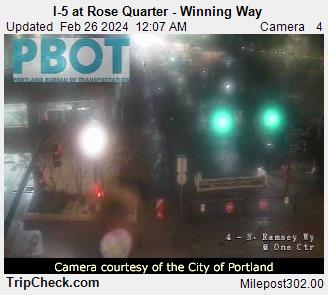 I-5 at Rose Quarter - Winning Way
Updated  Feb 26 2024  12:07 AM  Camera  4
PBOT
PORTLAND BUREAU OF TRANSPORTATION
4 - N. Ramsey Wy
@ One Ctr
Camera courtesy of the City of Portland
TripCheck.com  Milepost302.00